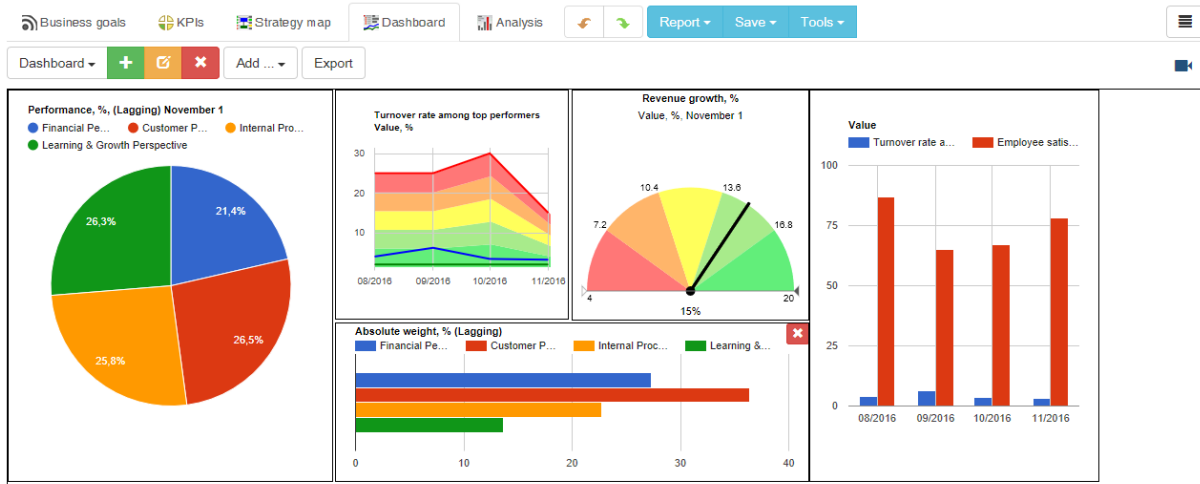 Business goals KPIs Strategy map Dashboard Analysis Report Save Tools
Dashboard Add ... Export
Performance, %, (Lagging) November 1
Financial Pe... Customer P... Internal Pro...
Learning & Growth Perspective
21,4%
26,3%
26,5%
25,8%
Turnover rate among top performers
Value, %
30
20
10
08/2016 09/2016 10/2016 11/2016
Revenue growth, %
Value, %, November 1
10.4 13.6
7.2 16.8
4 20
15%
Absolute weight, % (Lagging)
Financial Pe... Customer P... Internal Proc... Learning &...
0 10 20 30 40
Value
Turnover rate a... Employee satis...
100
75
50
25
0
08/2016 09/2016 10/2016 11/2016